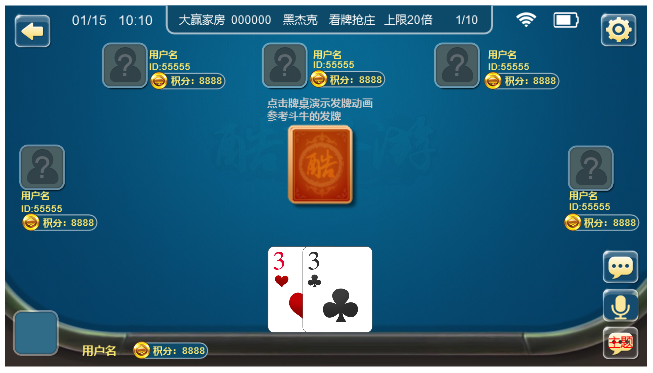 01/15 10:10 大赢家房 000000 黑杰克 看牌抢庄 上限20倍 1/10
用户名
ID:55555
积分: 8888
用户名
ID:55555
积分: 8888
用户名
ID:55555
积分: 8888
点击牌桌演示发牌动画
参考斗牛的发牌
酷
用户名
ID:55555
积分: 8888
用户名
ID:55555
积分: 8888
3 3
主题
用户名 积分: 8888